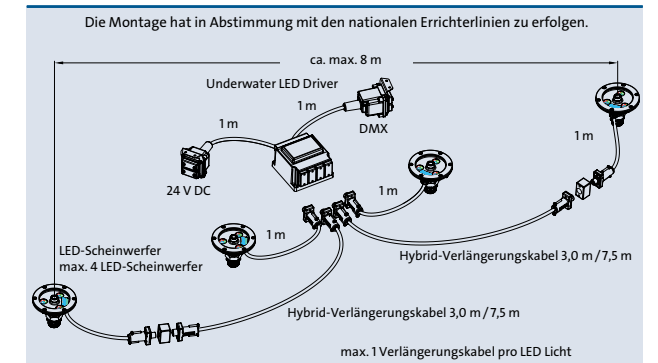 Die Montage hat in Abstimmung mit den nationalen Errichterlinien zu erfolgen.
ca. max. 8 m
Underwater LED Driver
1 m
1 m
DMX
1 m
24 V DC
1 m
1 m
LED-Scheinwerfer
max. 4 LED-Scheinwerfer
Hybrid-Verlängerungskabel 3,0 m / 7,5 m
Hybrid-Verlängerungskabel 3,0 m / 7,5 m
max. 1 Verlängerungskabel pro LED Licht